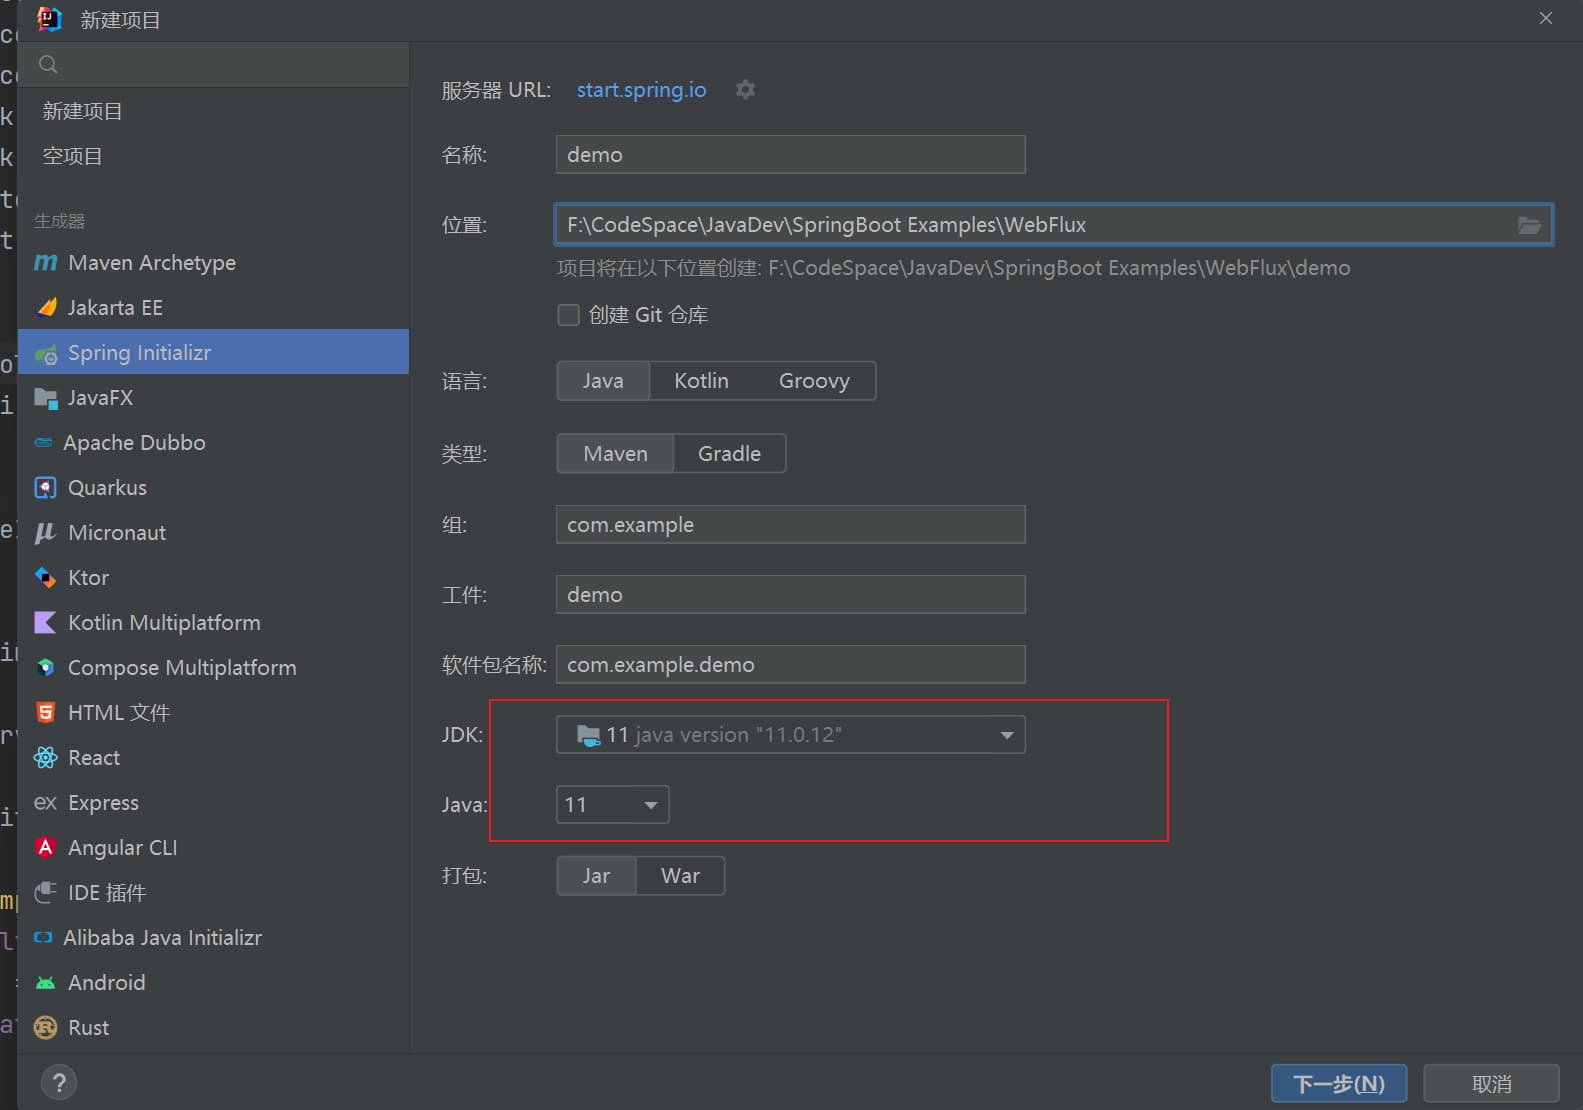 新建项目
新建项目
空项目
生成器
Maven Archetype
Jakarta EE
Spring Initializr
JavaFX
Apache Dubbo
Quarkus
Micronaut
Ktor
Kotlin Multiplatform
Compose Multiplatform
HTML 文件
React
Express
Angular CLI
IDE 插件
Alibaba Java Initializr
Android
Rust
服务器 URL: start.spring.io
名称: demo
位置: F:\CodeSpace\JavaDev\SpringBoot Examples\WebFlux
项目将在以下位置创建: F:\CodeSpace\JavaDev\SpringBoot Examples\WebFlux\demo
创建 Git 仓库
语言: Java Kotlin Groovy
类型: Maven Gradle
组: com.example
工件: demo
软件包名称: com.example.demo
JDK: 11 java version "11.0.12"
Java: 11
打包: Jar War
? 下一步(N) 取消